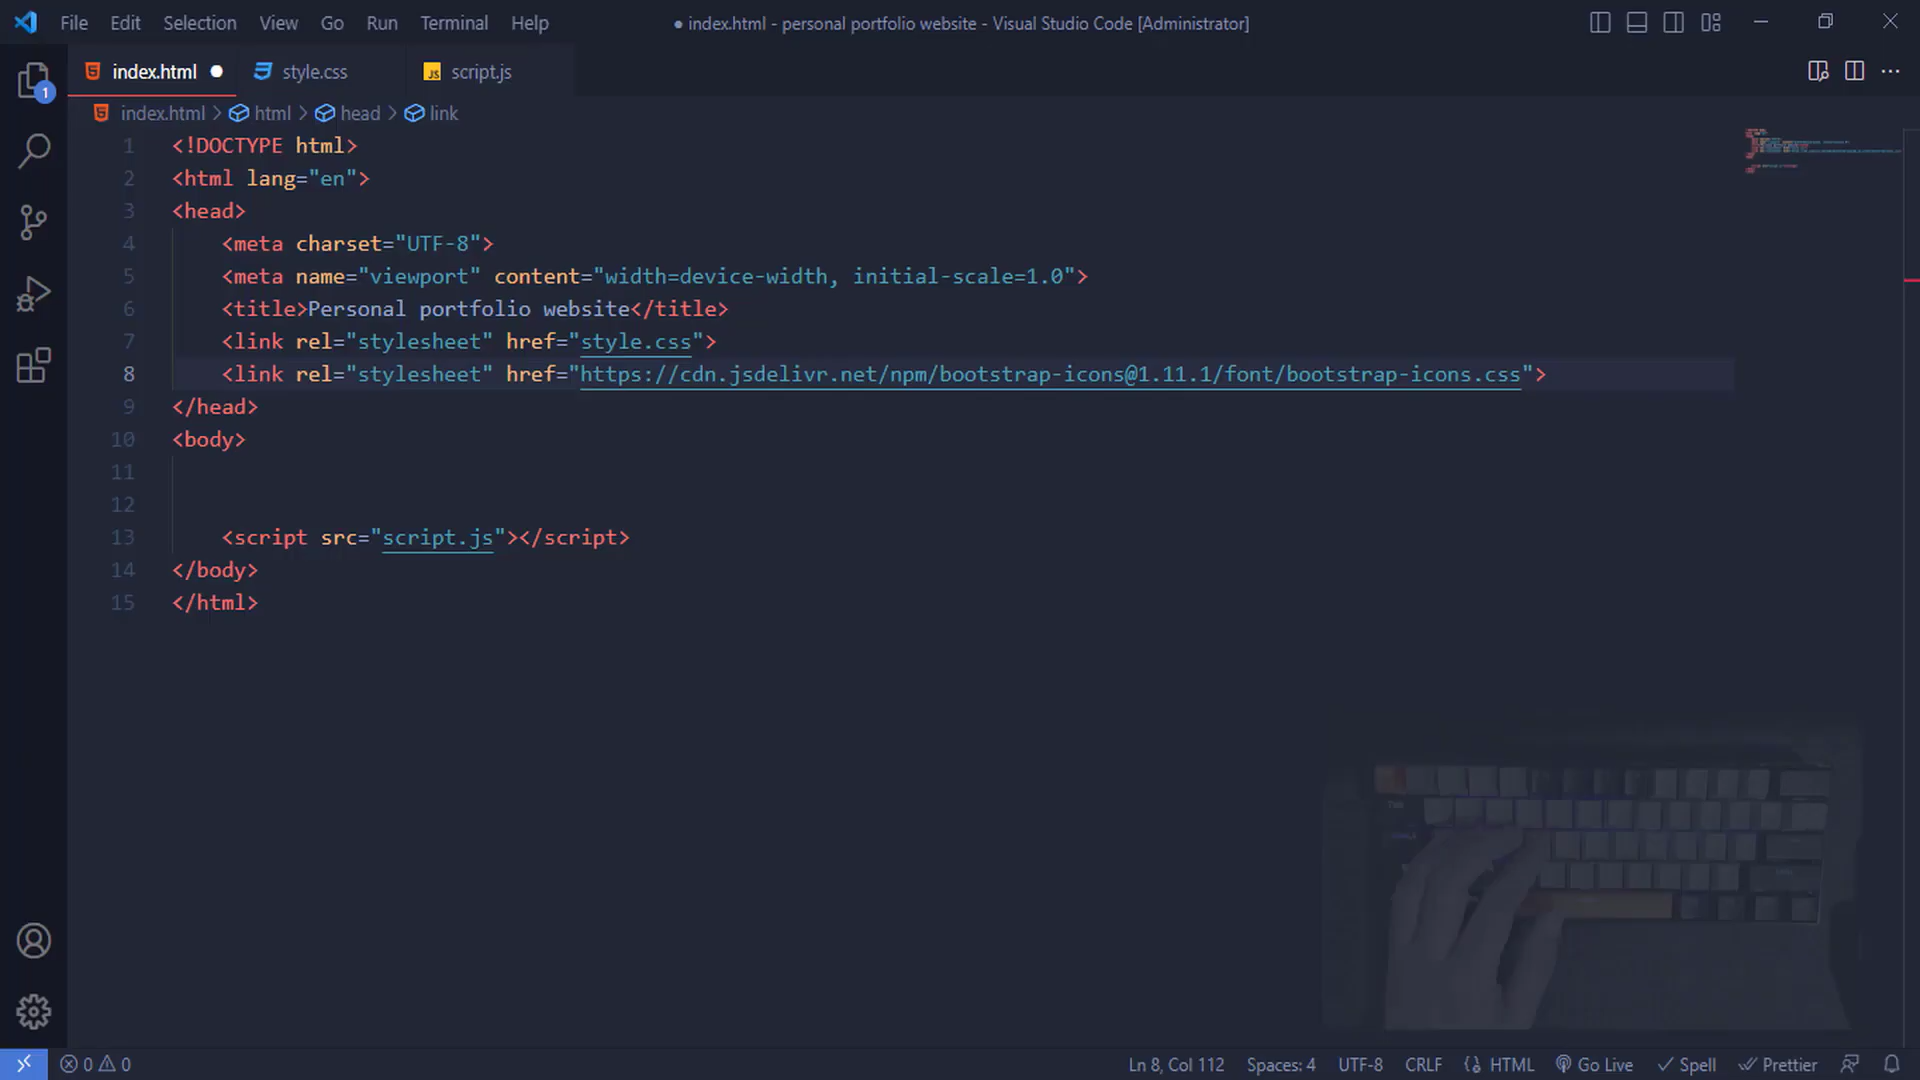 File Edit Selection View Go Run Terminal Help
● index.html - personal portfolio website - Visual Studio Code [Administrator]
index.html ●
style.css
JS script.js
1
index.html > html > head > link
1 <!DOCTYPE html>
2 <html lang="en">
3 <head>
4 <meta charset="UTF-8">
5 <meta name="viewport" content="width=device-width, initial-scale=1.0">
6 <title>Personal portfolio website</title>
7 <link rel="stylesheet" href="style.css">
8 <link rel="stylesheet" href="https://cdn.jsdelivr.net/npm/bootstrap-icons@1.11.1/font/bootstrap-icons.css">
9 </head>
10 <body>
11
12
13 <script src="script.js"></script>
14 </body>
15 </html>
Tab
0 0
Ln 8, Col 112 Spaces: 4 UTF-8 CRLF HTML Go Live Spell Prettier